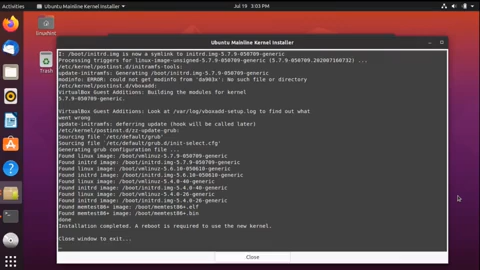 Activities
Ubuntu Mainline Kernel Installer
Jul 19 3:03 PM
linuxhint
Trash
Ubuntu Mainline Kernel Installer
I: /boot/initrd.img is now a symlink to initrd.img-5.7.9-050709-generic
Processing triggers for linux-image-unsigned-5.7.9-050709-generic (5.7.9-050709.202007160732) ...
/etc/kernel/postinst.d/initramfs-tools:
update-initramfs: Generating /boot/initrd.img-5.7.9-050709-generic
modinfo: ERROR: could not get modinfo from 'da903x': No such file or directory
/etc/kernel/postinst.d/vboxadd:
VirtualBox Guest Additions: Building the modules for kernel
5.7.9-050709-generic.
VirtualBox Guest Additions: Look at /var/log/vboxadd-setup.log to find out what
went wrong
update-initramfs: deferring update (hook will be called later)
/etc/kernel/postinst.d/zz-update-grub:
Sourcing file `/etc/default/grub'
Sourcing file `/etc/default/grub.d/init-select.cfg'
Generating grub configuration file ...
Found linux image: /boot/vmlinuz-5.7.9-050709-generic
Found initrd image: /boot/initrd.img-5.7.9-050709-generic
Found linux image: /boot/vmlinuz-5.6.10-050610-generic
Found initrd image: /boot/initrd.img-5.6.10-050610-generic
Found linux image: /boot/vmlinuz-5.4.0-40-generic
Found initrd image: /boot/initrd.img-5.4.0-40-generic
Found linux image: /boot/vmlinuz-5.4.0-26-generic
Found initrd image: /boot/initrd.img-5.4.0-26-generic
Found memtest86+ image: /boot/memtest86+.elf
Found memtest86+ image: /boot/memtest86+.bin
done
Installation completed. A reboot is required to use the new kernel.
Close window to exit...
Close